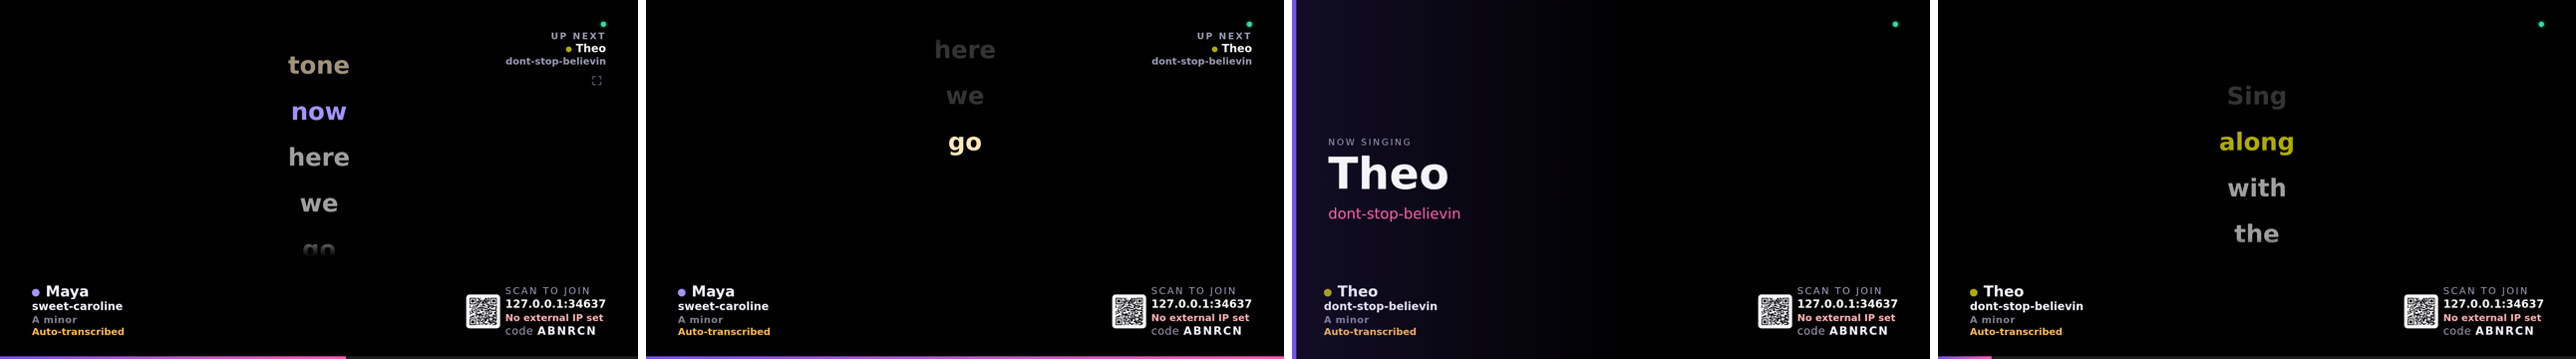 tone
now
here
we
go
UP NEXT
Theo
dont-stop-believin
Maya
sweet-caroline
A minor
Auto-transcribed
SCAN TO JOIN
127.0.0.1:34637
No external IP set
code ABNRCN
here
we
go
UP NEXT
Theo
dont-stop-believin
Maya
sweet-caroline
A minor
Auto-transcribed
SCAN TO JOIN
127.0.0.1:34637
No external IP set
code ABNRCN
NOW SINGING
Theo
dont-stop-believin
Theo
dont-stop-believin
A minor
Auto-transcribed
SCAN TO JOIN
127.0.0.1:34637
No external IP set
code ABNRCN
Sing
along
with
the
Theo
dont-stop-believin
A minor
Auto-transcribed
SCAN TO JOIN
127.0.0.1:34637
No external IP set
code ABNRCN